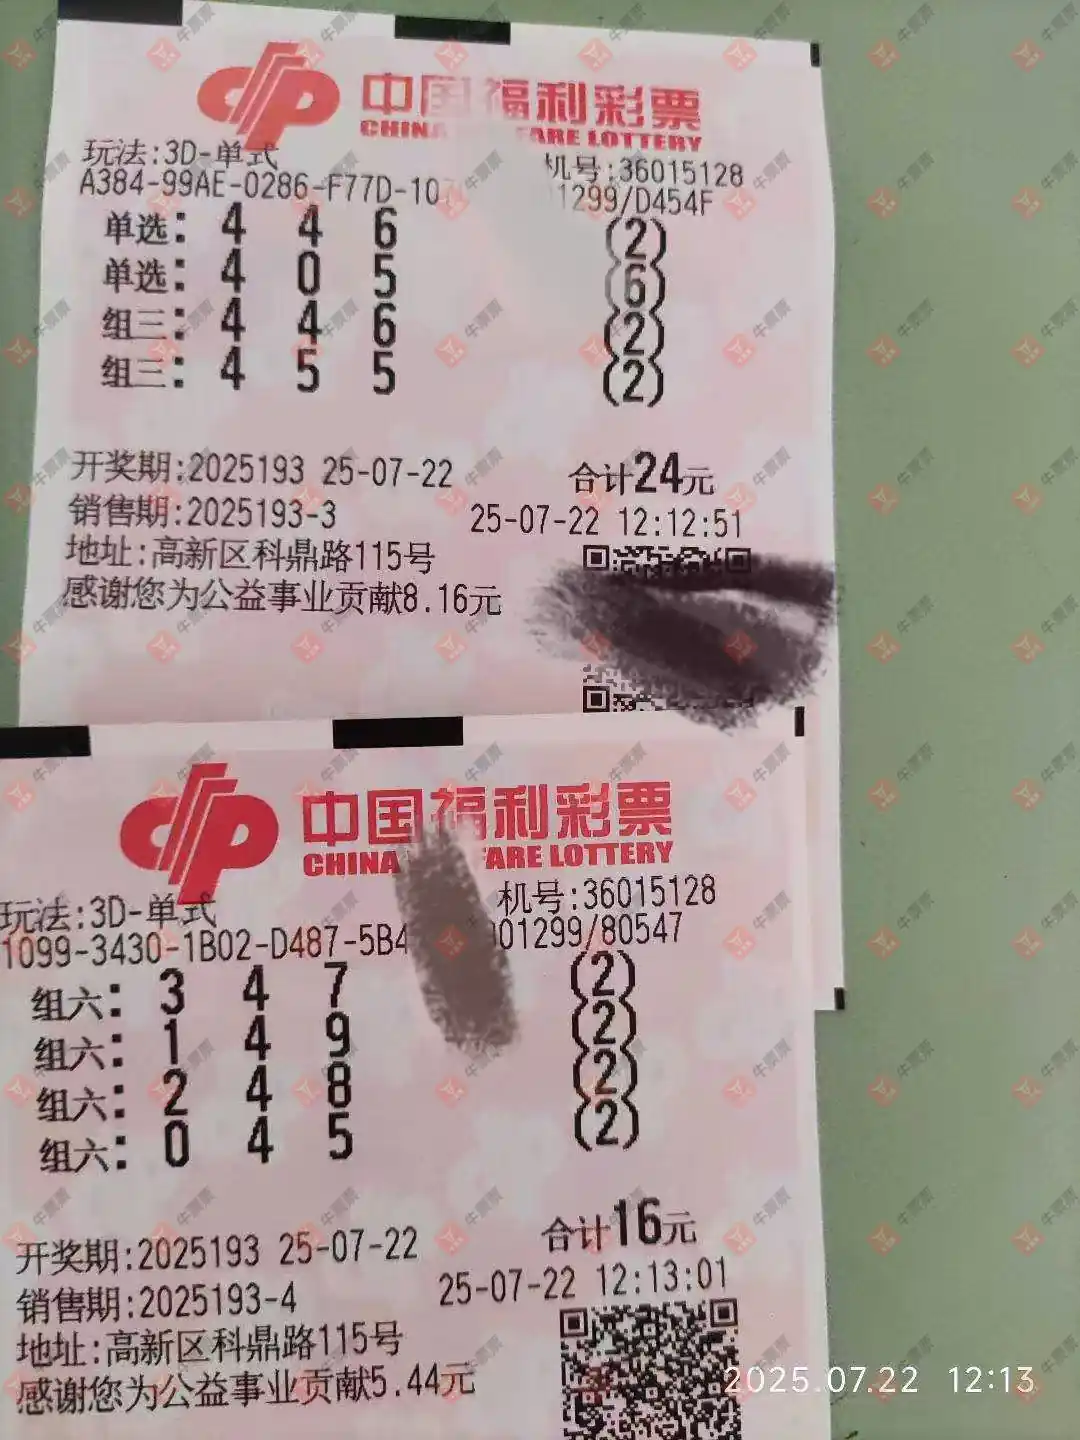 中国福利彩票
CHINA FARE LOTTERY
玩法:3D-单式 机号:36015128
A384-99AE-0286-F77D-107 1299/D454F
单选: 4 4 6 (2)
单选: 4 0 5 (6)
组三: 4 4 6 (2)
组三: 4 5 5 (2)
开奖期:2025193 25-07-22 合计24元
销售期:2025193-3 25-07-22 12:12:51
地址:高新区科鼎路115号
感谢您为公益事业贡献8.16元
中国福利彩票
CHINA FARE LOTTERY
玩法:3D-单式 机号:36015128
1099-3430-1B02-D487-5B4 01299/80547
组六: 3 4 7 (2)
组六: 1 4 9 (2)
组六: 2 4 8 (2)
组六: 0 4 5 (2)
开奖期:2025193 25-07-22 合计16元
销售期:2025193-4 25-07-22 12:13:01
地址:高新区科鼎路115号
感谢您为公益事业贡献5.44元
2025.07.22 12:13
牛票票